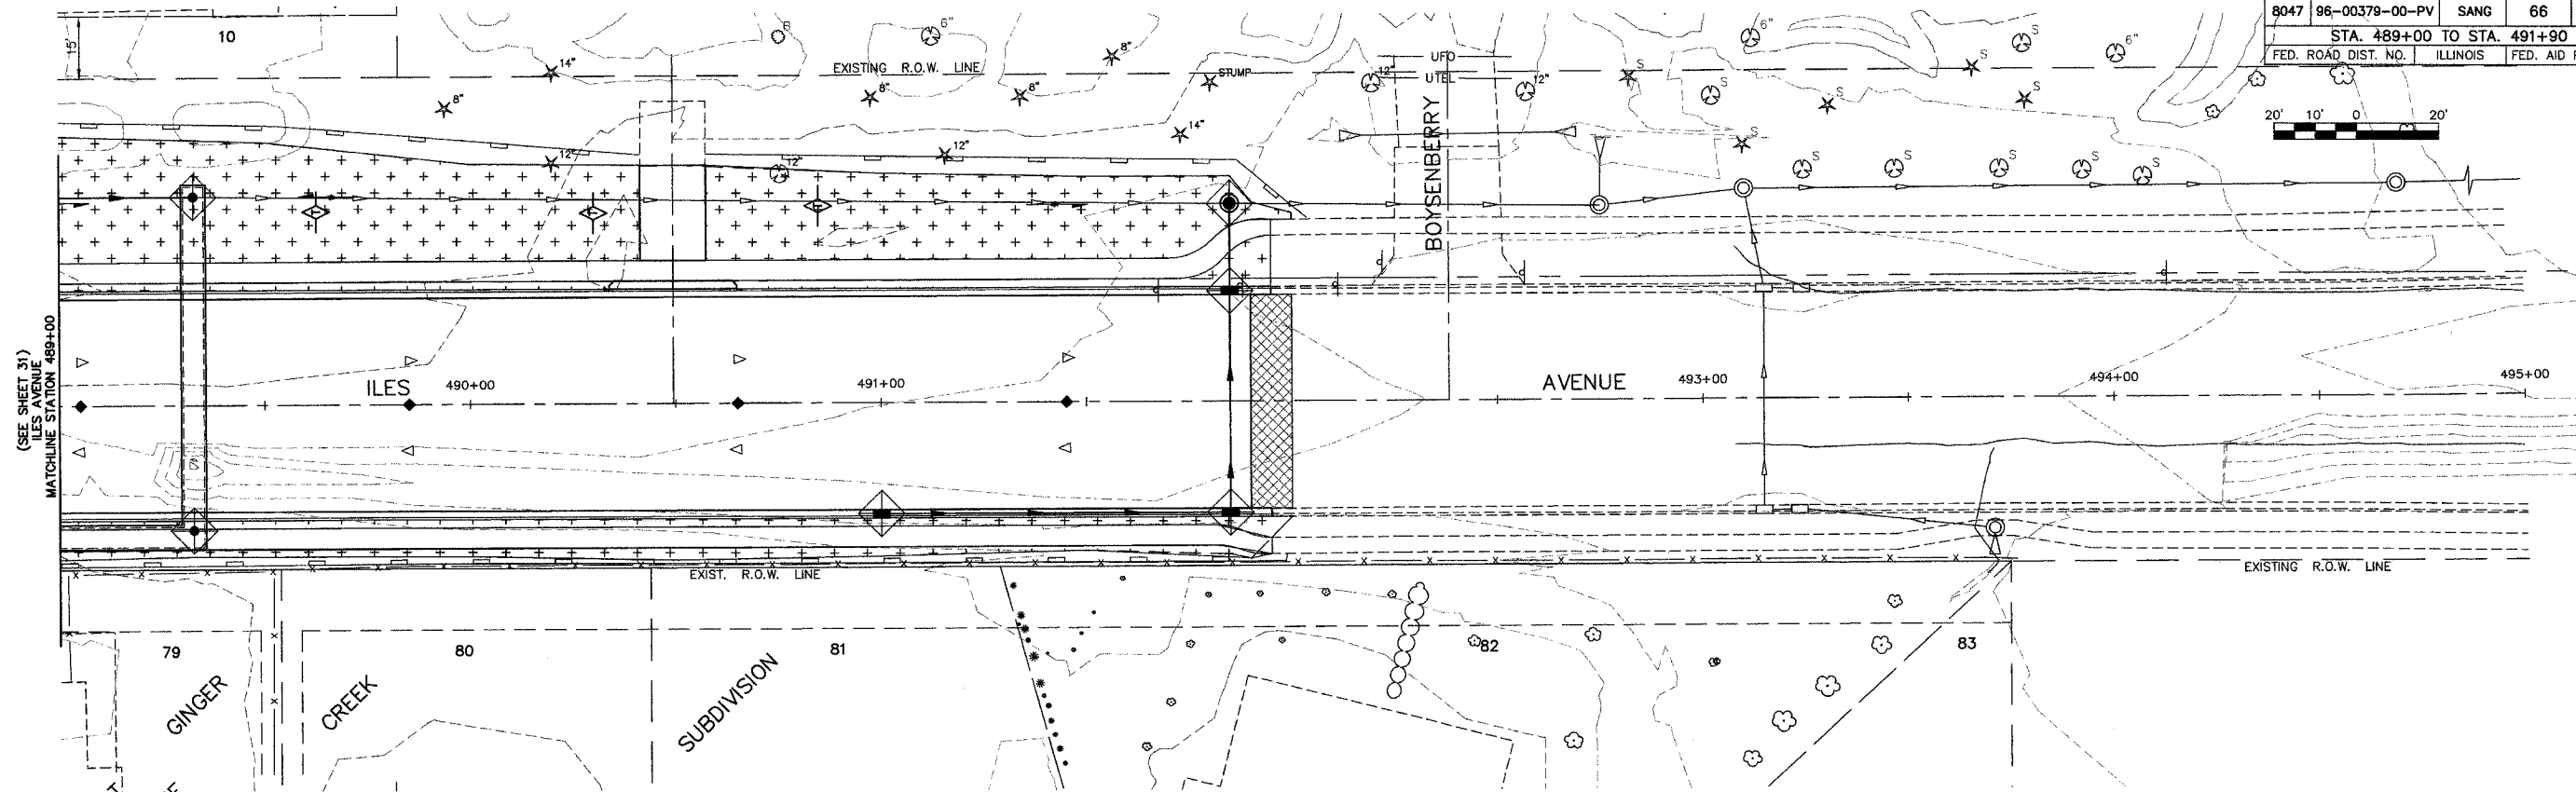 8047 96-00379-00-PV SANG 66
STA. 489+00 TO STA. 491+90
FED. ROAD DIST. NO. ILLINOIS FED. AID
10
15'
B
6"
6"
S
6"
8"
14"
EXISTING R.O.W. LINE
STUMP
UFO
UTEL
12"
12"
S
S
S
S
S
8"
8"
8"
14"
20' 10' 0 20'
12"
12"
12"
S
S
S
S
S
S
BOYSENBERRY
(SEE SHEET 31)
ILES AVENUE
MATCHLINE STATION 489+00
ILES 490+00 491+00 AVENUE 493+00 494+00 495+00
EXIST. R.O.W. LINE
EXISTING R.O.W. LINE
79 80 81 82 83
GINGER CREEK SUBDIVISION